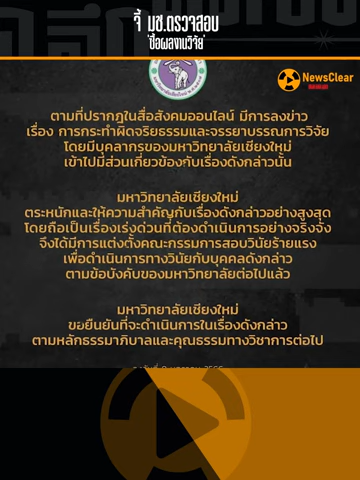 จี้ มช.ตรวจสอบ
'ซื้อผลงานวิจัย'
NewsClear
ตามที่ปรากฏในสื่อสังคมออนไลน์ มีการลงข่าว
เรื่อง การกระทำผิดจริยธรรมและจรรยาบรรณการวิจัย
โดยมีบุคลากรของมหาวิทยาลัยเชียงใหม่
เข้าไปมีส่วนเกี่ยวข้องกับเรื่องดังกล่าวนั้น
มหาวิทยาลัยเชียงใหม่
ตระหนักและให้ความสำคัญกับเรื่องดังกล่าวอย่างสูงสุด
โดยถือเป็นเรื่องเร่งด่วนที่ต้องดำเนินการอย่างจริงจัง
จึงได้มีการแต่งตั้งคณะกรรมการสอบวินัยร้ายแรง
เพื่อดำเนินการทางวินัยกับบุคคลดังกล่าว
ตามข้อบังคับของมหาวิทยาลัยต่อไปแล้ว
มหาวิทยาลัยเชียงใหม่
ขอยืนยันที่จะดำเนินการในเรื่องดังกล่าว
ตามหลักธรรมาภิบาลและคุณธรรมทางวิชาการต่อไป